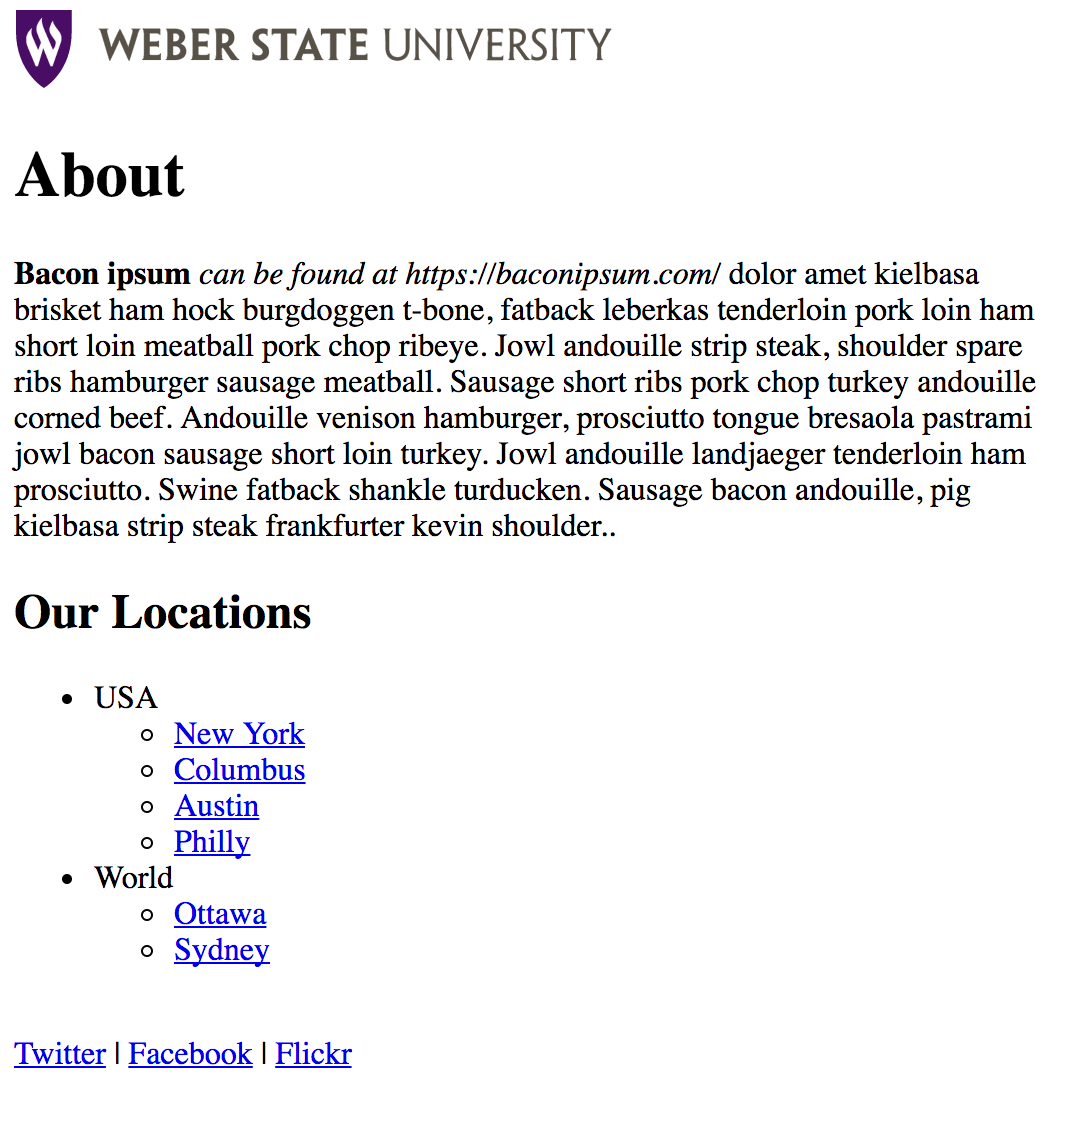 WEBER STATE UNIVERSITY
About
Bacon ipsum can be found at https://baconipsum.com/ dolor amet kielbasa
brisket ham hock burgdoggen t-bone, fatback leberkas tenderloin pork loin ham
short loin meatball pork chop ribeye. Jowl andouille strip steak, shoulder spare
ribs hamburger sausage meatball. Sausage short ribs pork chop turkey andouille
corned beef. Andouille venison hamburger, prosciutto tongue bresaola pastrami
jowl bacon sausage short loin turkey. Jowl andouille landjaeger tenderloin ham
prosciutto. Swine fatback shankle turducken. Sausage bacon andouille, pig
kielbasa strip steak frankfurter kevin shoulder..
Our Locations
• USA
◦ New York
◦ Columbus
◦ Austin
◦ Philly
• World
◦ Ottawa
◦ Sydney
Twitter | Facebook | Flickr